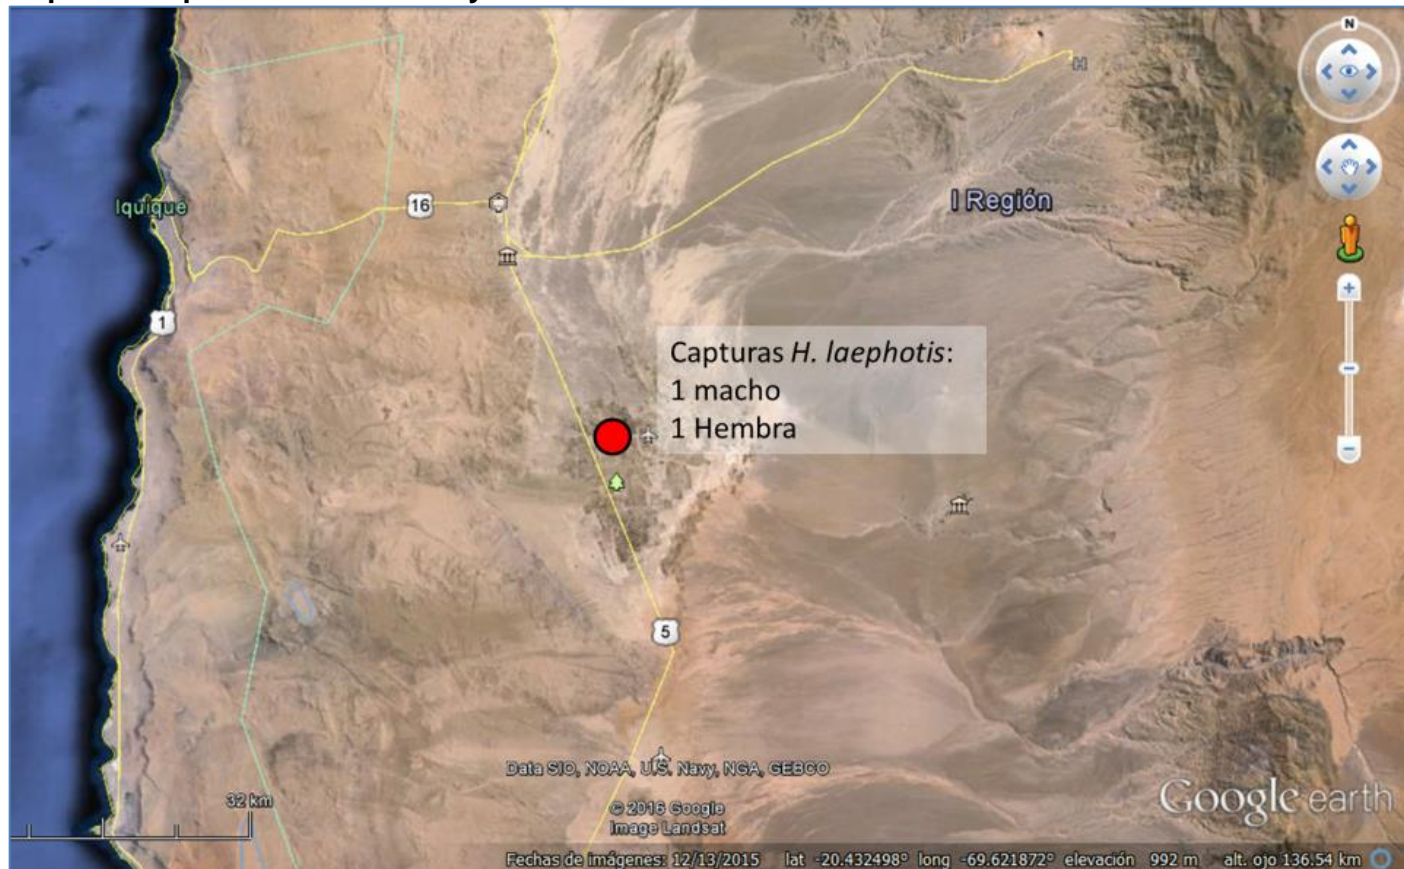 N
H
Iquique
16
I Región
1
Capturas H. laephotis:
1 macho
1 Hembra
5
Data SIO, NOAA, U.S. Navy, NGA, GEBCO
32 km
© 2016 Google
Image Landsat
Google earth
Fechas de imágenes: 12/13/2015 lat -20.432498° long -69.621872° elevación 992 m alt. ojo 136.54 km